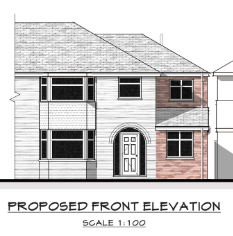 PROPOSED FRONT ELEVATION
SCALE 1:100